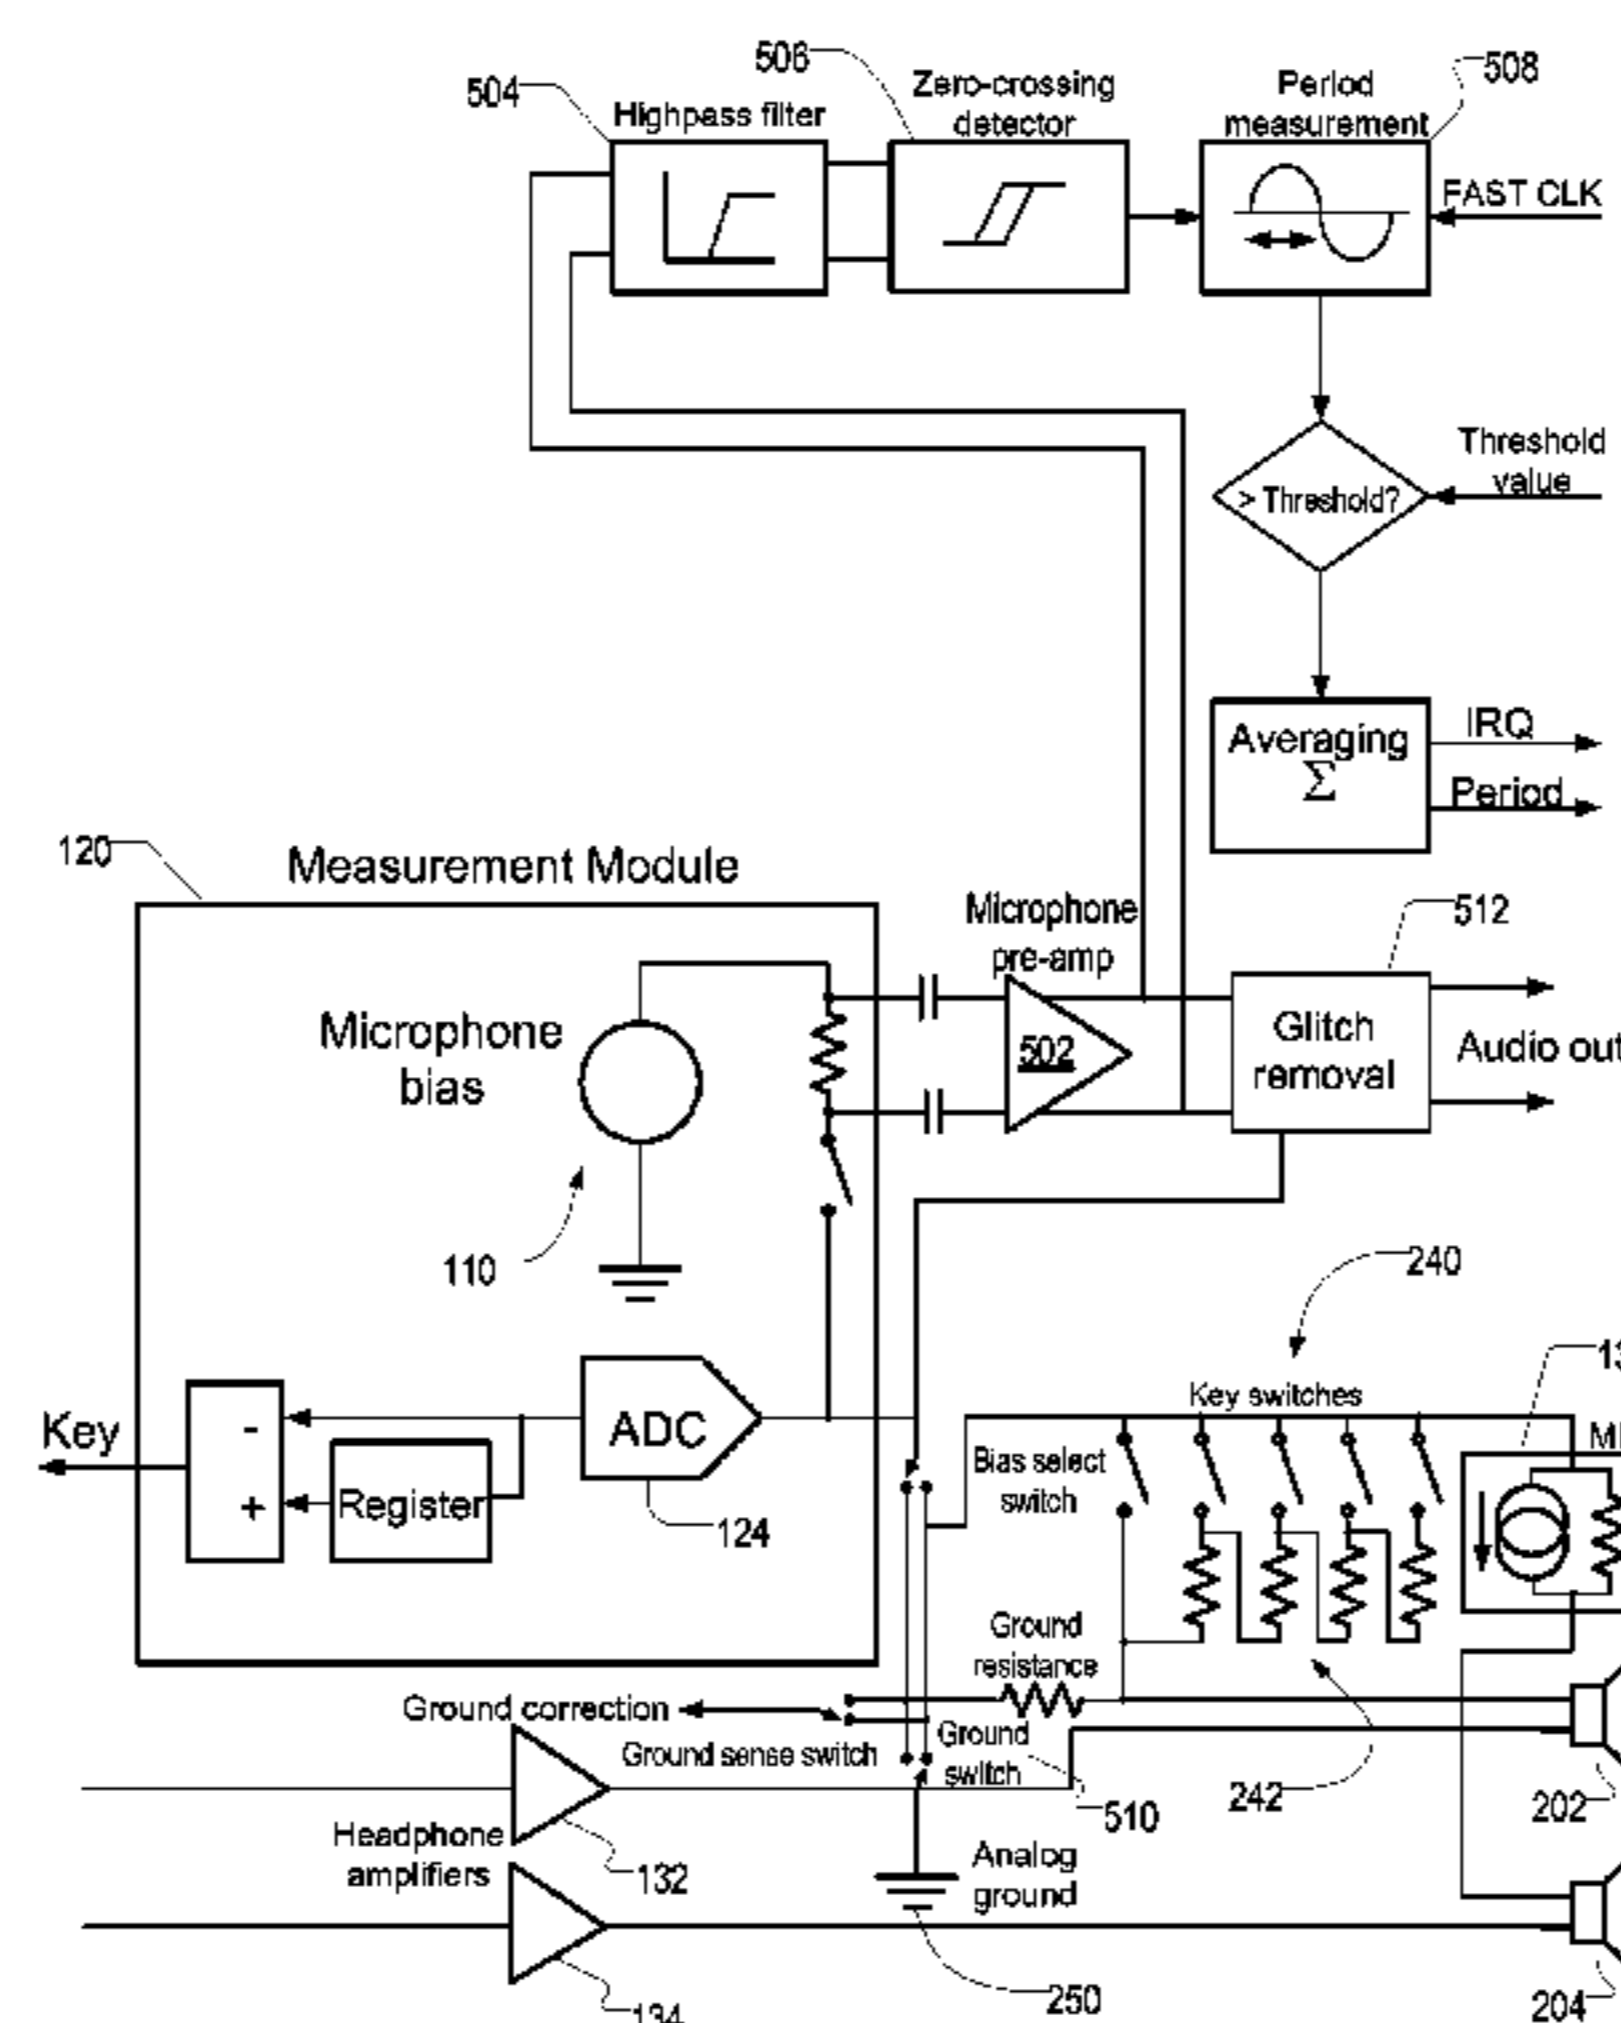 506
504
Highpass filter
Zero-crossing
detector
Period
measurement
508
FAST CLK
Threshold
value
> Threshold?
Averaging
Σ
IRQ
Period
120
Measurement Module
Microphone
pre-amp
512
Microphone
bias
502
Glitch
removal
Audio out
110
240
Key switches
Key
-
+
Register
ADC
124
Bias select
switch
Ground
resistance
Ground correction
Ground sense switch
Ground
switch
510
242
202
Headphone
amplifiers
132
Analog
ground
134
250
204